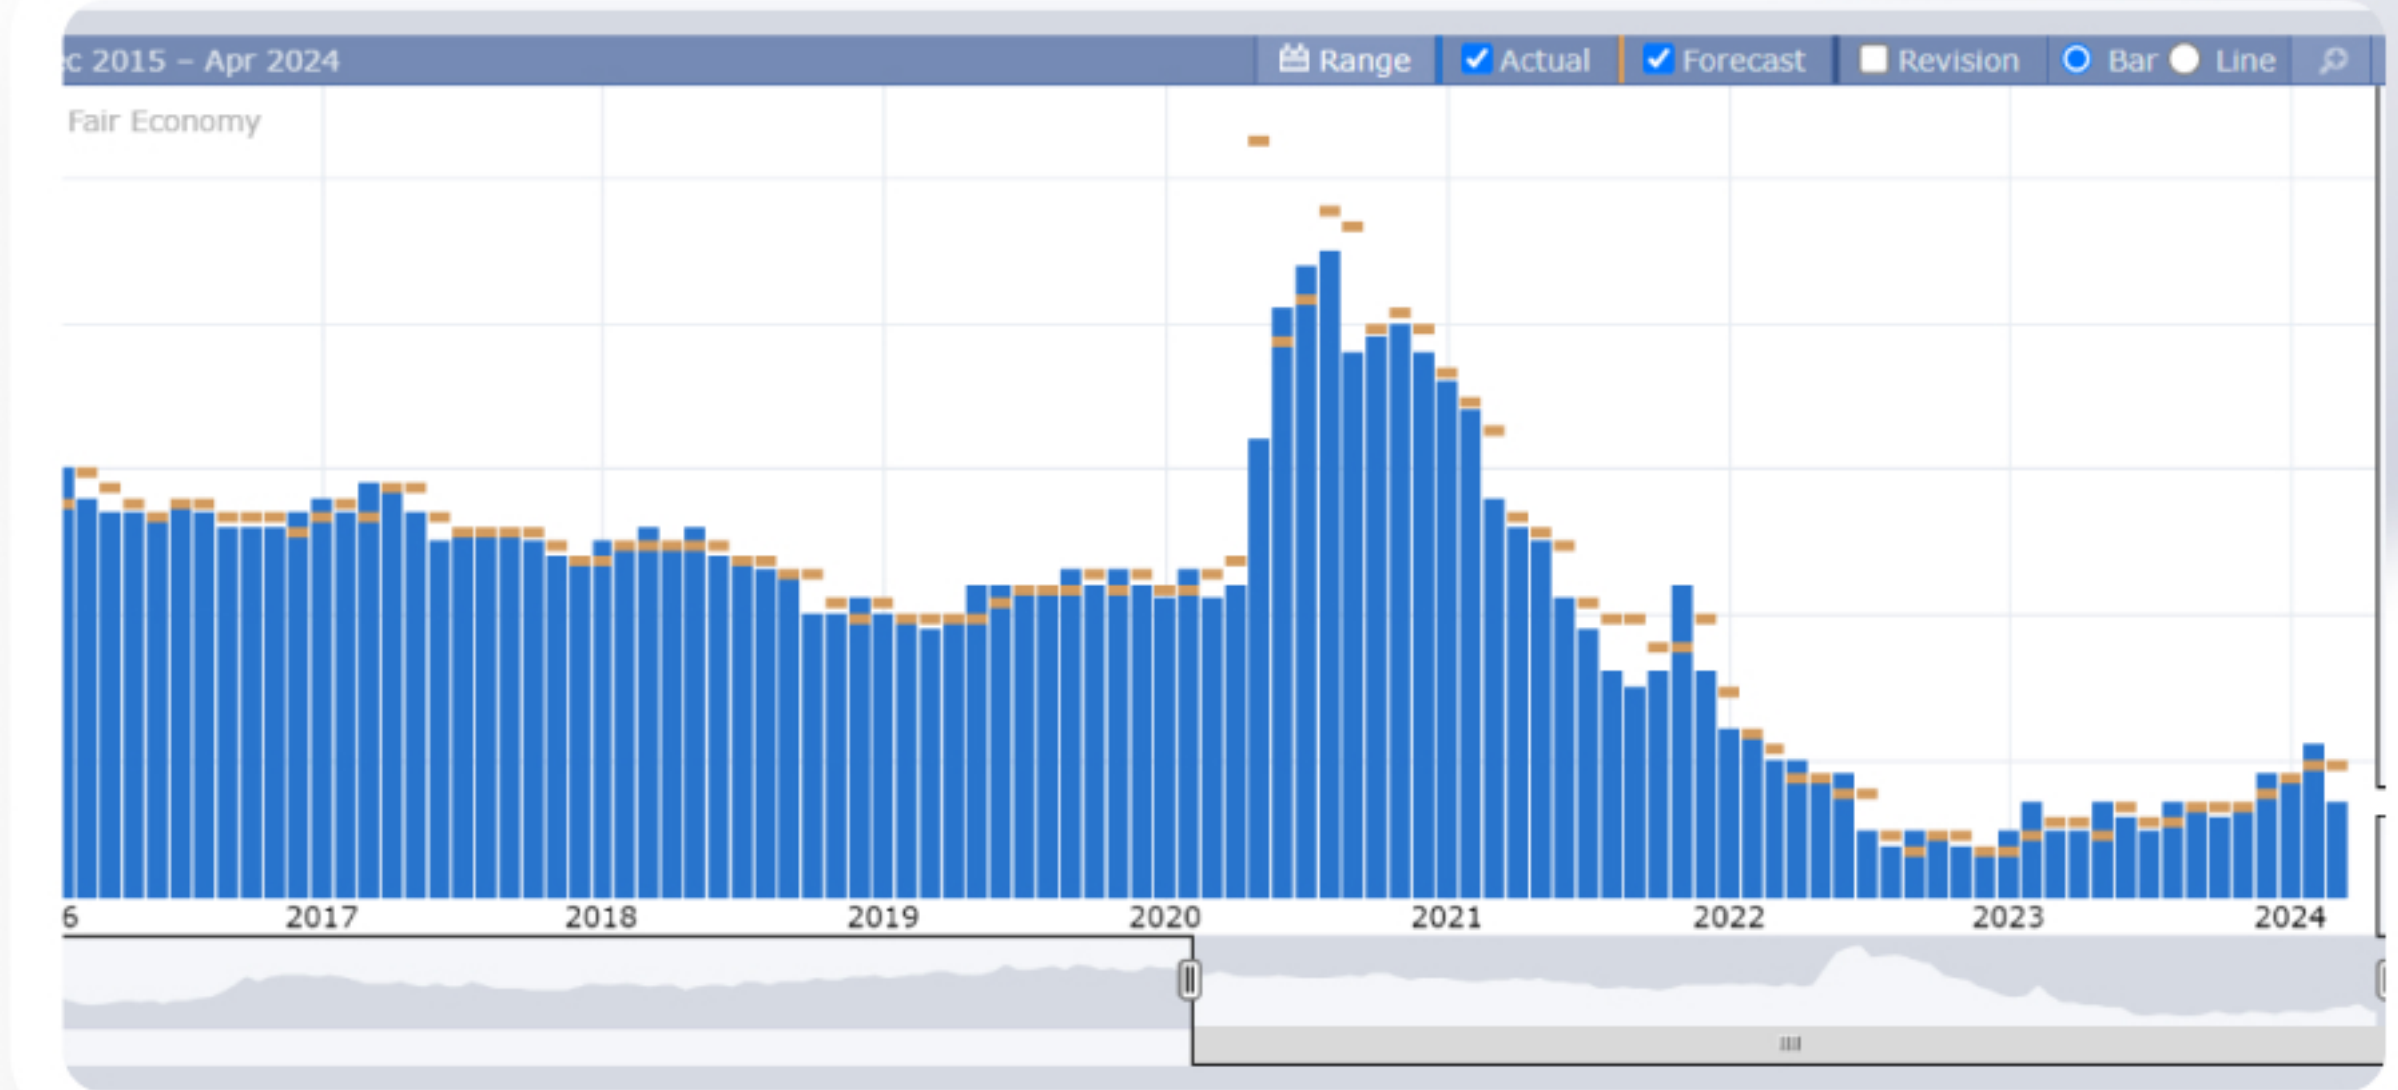 c 2015 – Apr 2024 Range Actual Forecast Revision Bar Line
Fair Economy
6 2017 2018 2019 2020 2021 2022 2023 2024